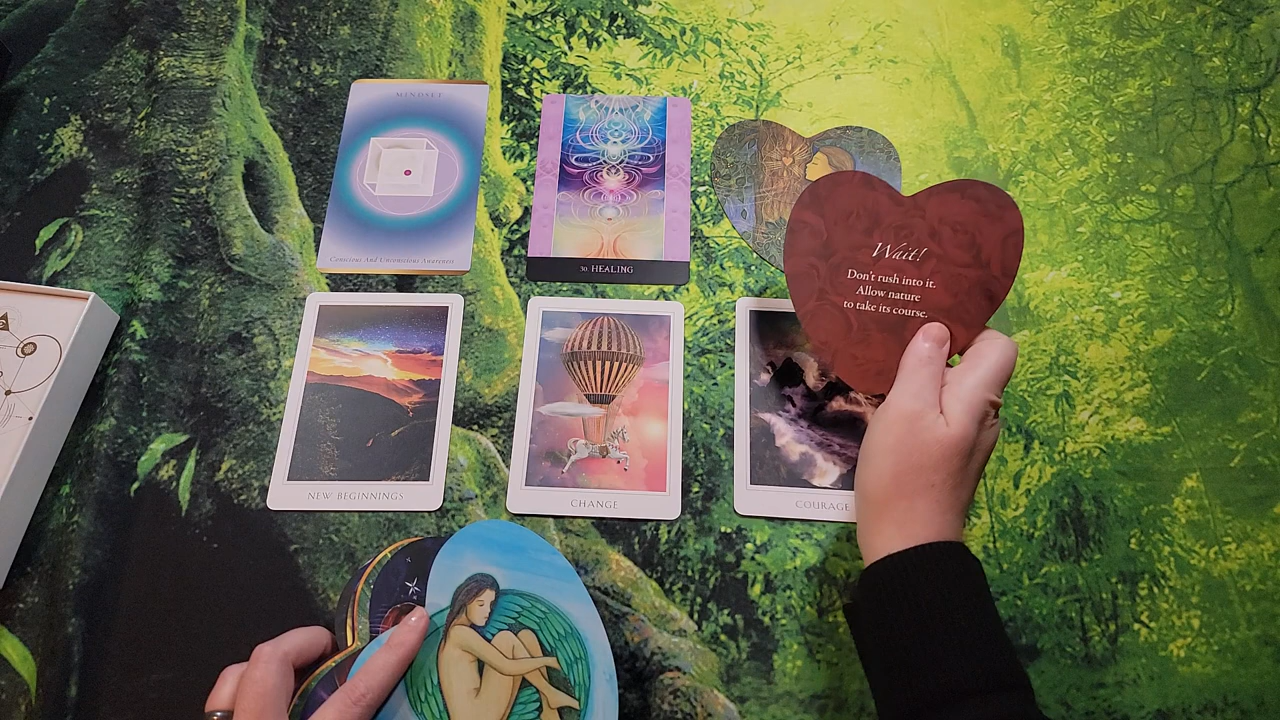 MINDSET
Conscious And Unconscious Awareness
30 HEALING
Wait!
Don't rush into it.
Allow nature
to take its course.
NEW BEGINNINGS
CHANGE
COURAGE